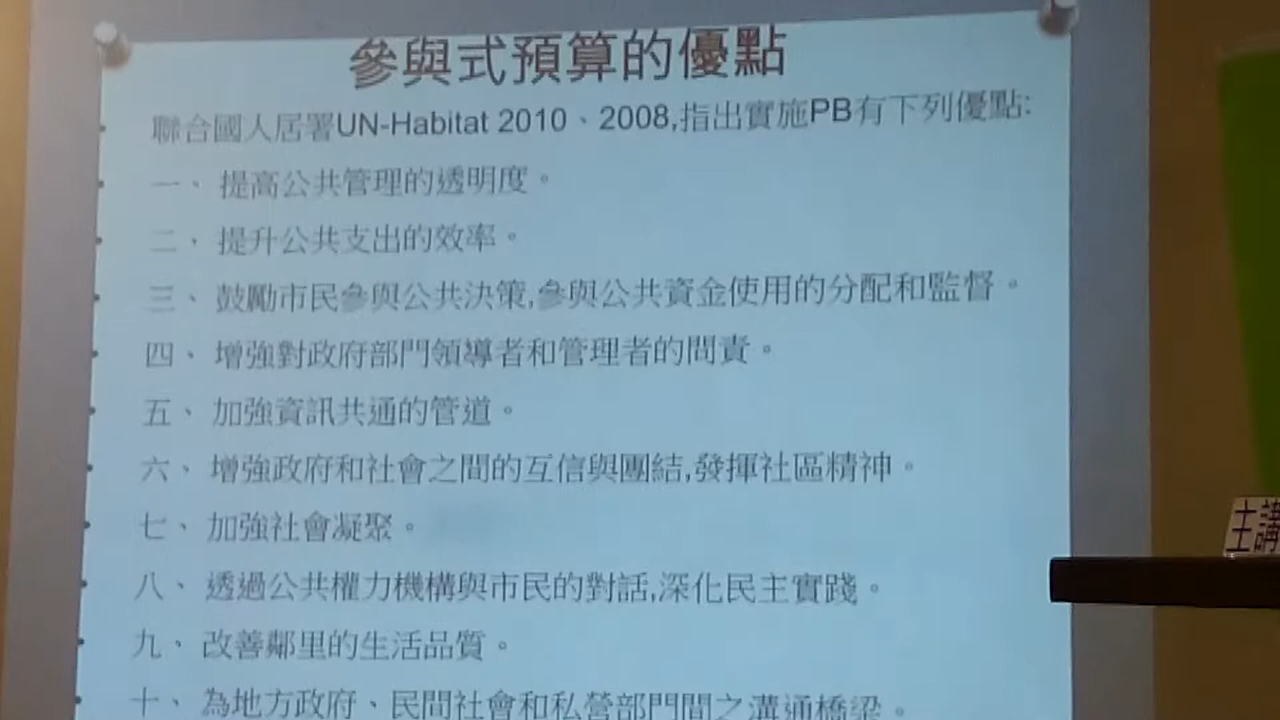 參與式預算的優點
聯合國人居署UN-Habitat 2010、2008,指出實施PB有下列優點:
一、 提高公共管理的透明度。
二、 提升公共支出的效率。
三、 鼓勵市民參與公共決策,參與公共資金使用的分配和監督。
四、 增強對政府部門領導者和管理者的問責。
五、 加強資訊共通的管道。
六、 增強政府和社會之間的互信與團結,發揮社區精神。
七、 加強社會凝聚。
八、 透過公共權力機構與市民的對話,深化民主實踐。
九、 改善鄰里的生活品質。
十、 為地方政府、民間社會和私營部門間之溝通橋梁。
主講